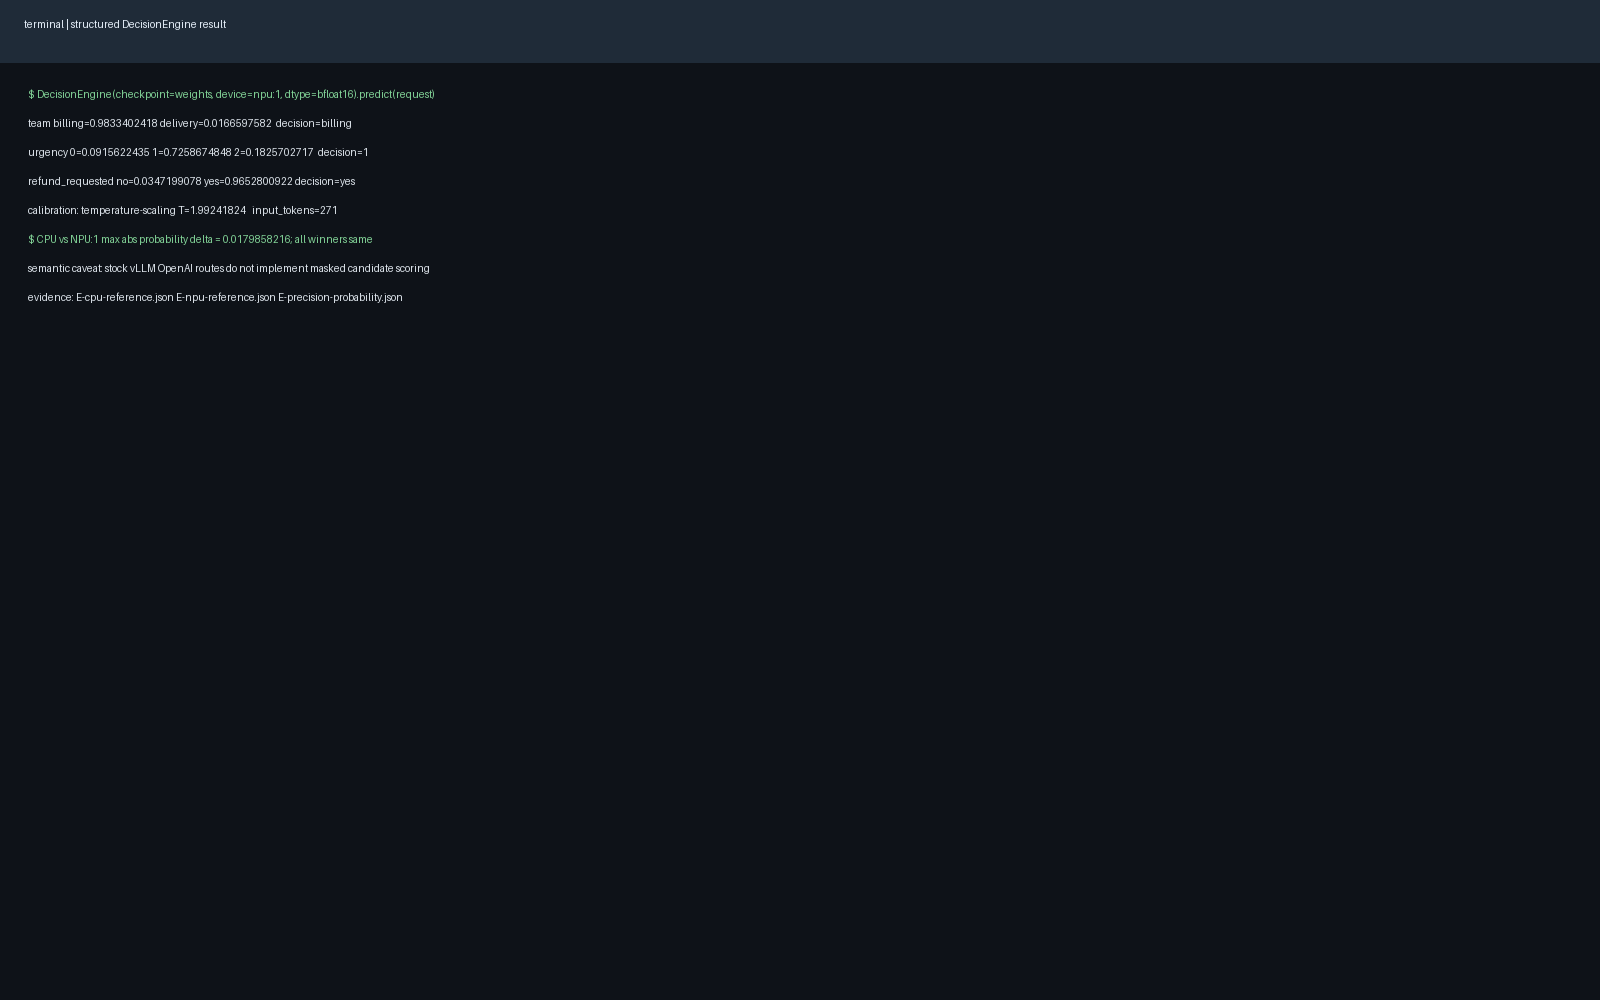 terminal | structured DecisionEngine result
$ DecisionEngine(checkpoint=weights, device=npu:1, dtype=bfloat16).predict(request)
team billing=0.9833402418 delivery=0.0166597582 decision=billing
urgency 0=0.0915622435 1=0.7258674848 2=0.1825702717 decision=1
refund_requested no=0.0347199078 yes=0.9652800922 decision=yes
calibration: temperature-scaling T=1.99241824 input_tokens=271
$ CPU vs NPU:1 max abs probability delta = 0.0179858216; all winners same
semantic caveat: stock vLLM OpenAI routes do not implement masked candidate scoring
evidence: E-cpu-reference.json E-npu-reference.json E-precision-probability.json